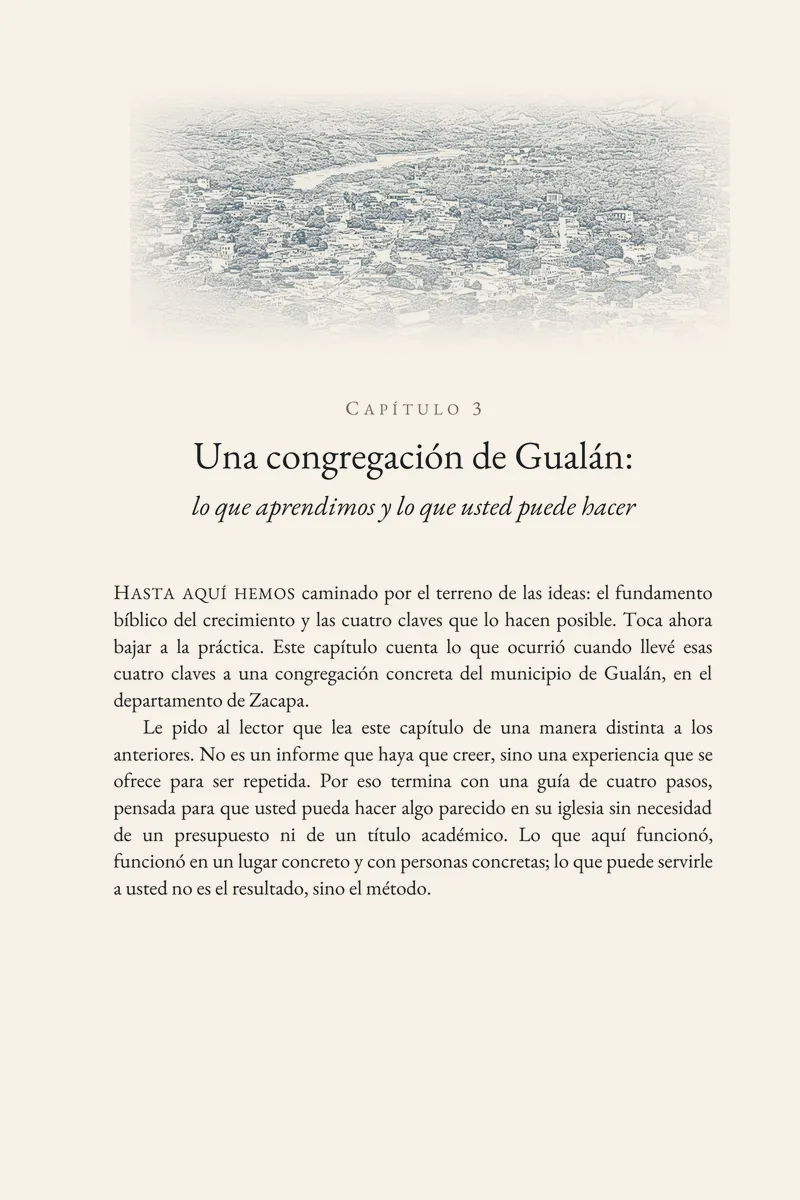 Capítulo 3
Una congregación de Gualán:
lo que aprendimos y lo que usted puede hacer
Hasta aquí hemos caminado por el terreno de las ideas: el fundamento
bíblico del crecimiento y las cuatro claves que lo hacen posible. Toca ahora
bajar a la práctica. Este capítulo cuenta lo que ocurrió cuando llevé esas
cuatro claves a una congregación concreta del municipio de Gualán, en el
departamento de Zacapa.
Le pido al lector que lea este capítulo de una manera distinta a los
anteriores. No es un informe que haya que creer, sino una experiencia que se
ofrece para ser repetida. Por eso termina con una guía de cuatro pasos,
pensada para que usted pueda hacer algo parecido en su iglesia sin necesidad
de un presupuesto ni de un título académico. Lo que aquí funcionó,
funcionó en un lugar concreto y con personas concretas; lo que puede servirle
a usted no es el resultado, sino el método.